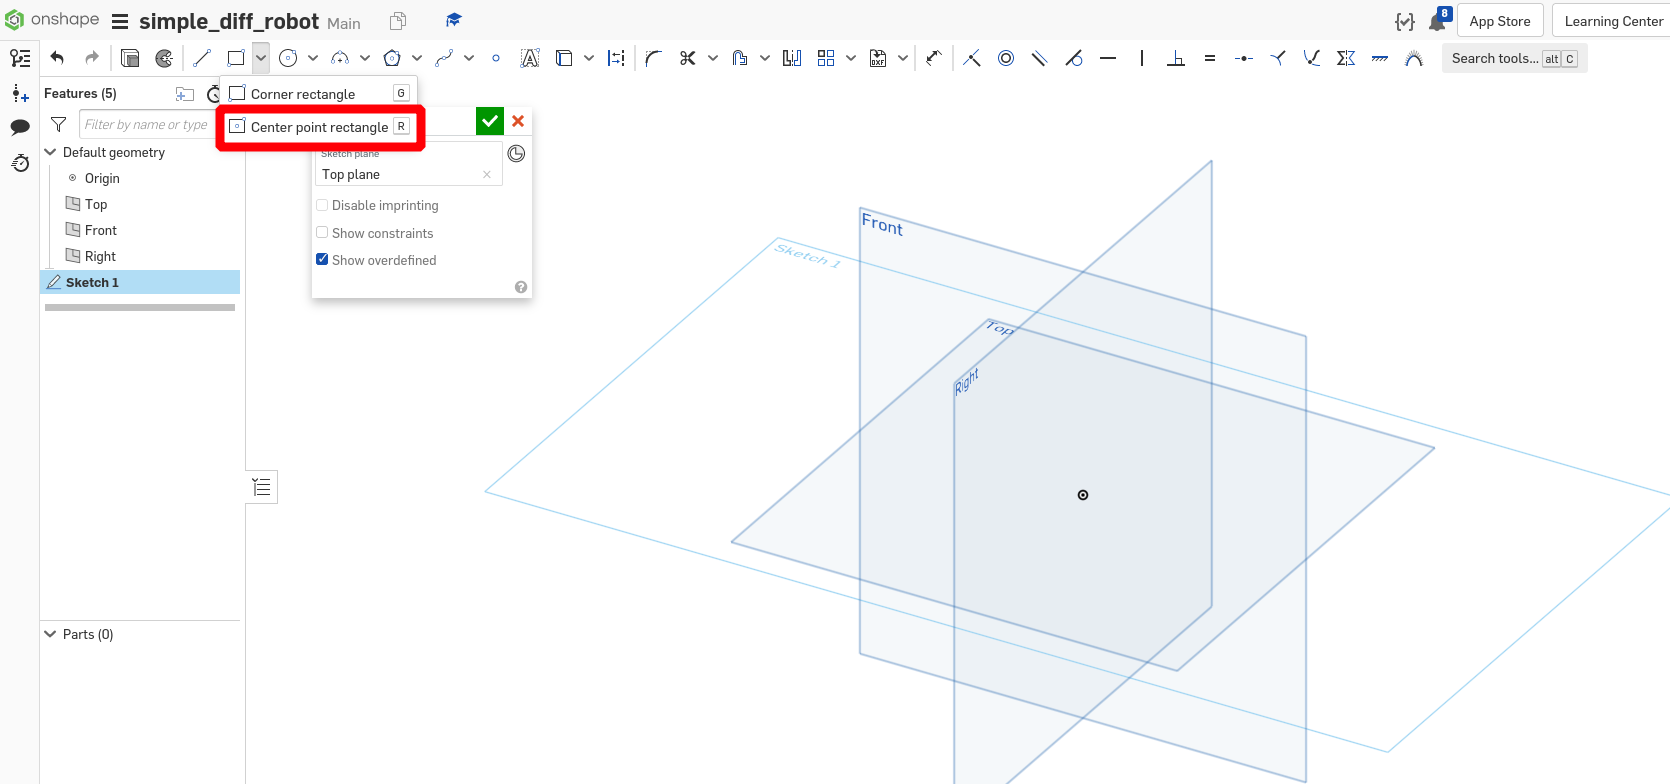 onshape simple_diff_robot Main 8 App Store Learning Center
Search tools... alt C
Features (5)
Filter by name or type
Corner rectangle G
Center point rectangle R
Default geometry
Origin
Top
Front
Right
Sketch 1
Parts (0)
Sketch plane
Top plane
Disable imprinting
Show constraints
Show overdefined
Front
Sketch 1
Top
Right